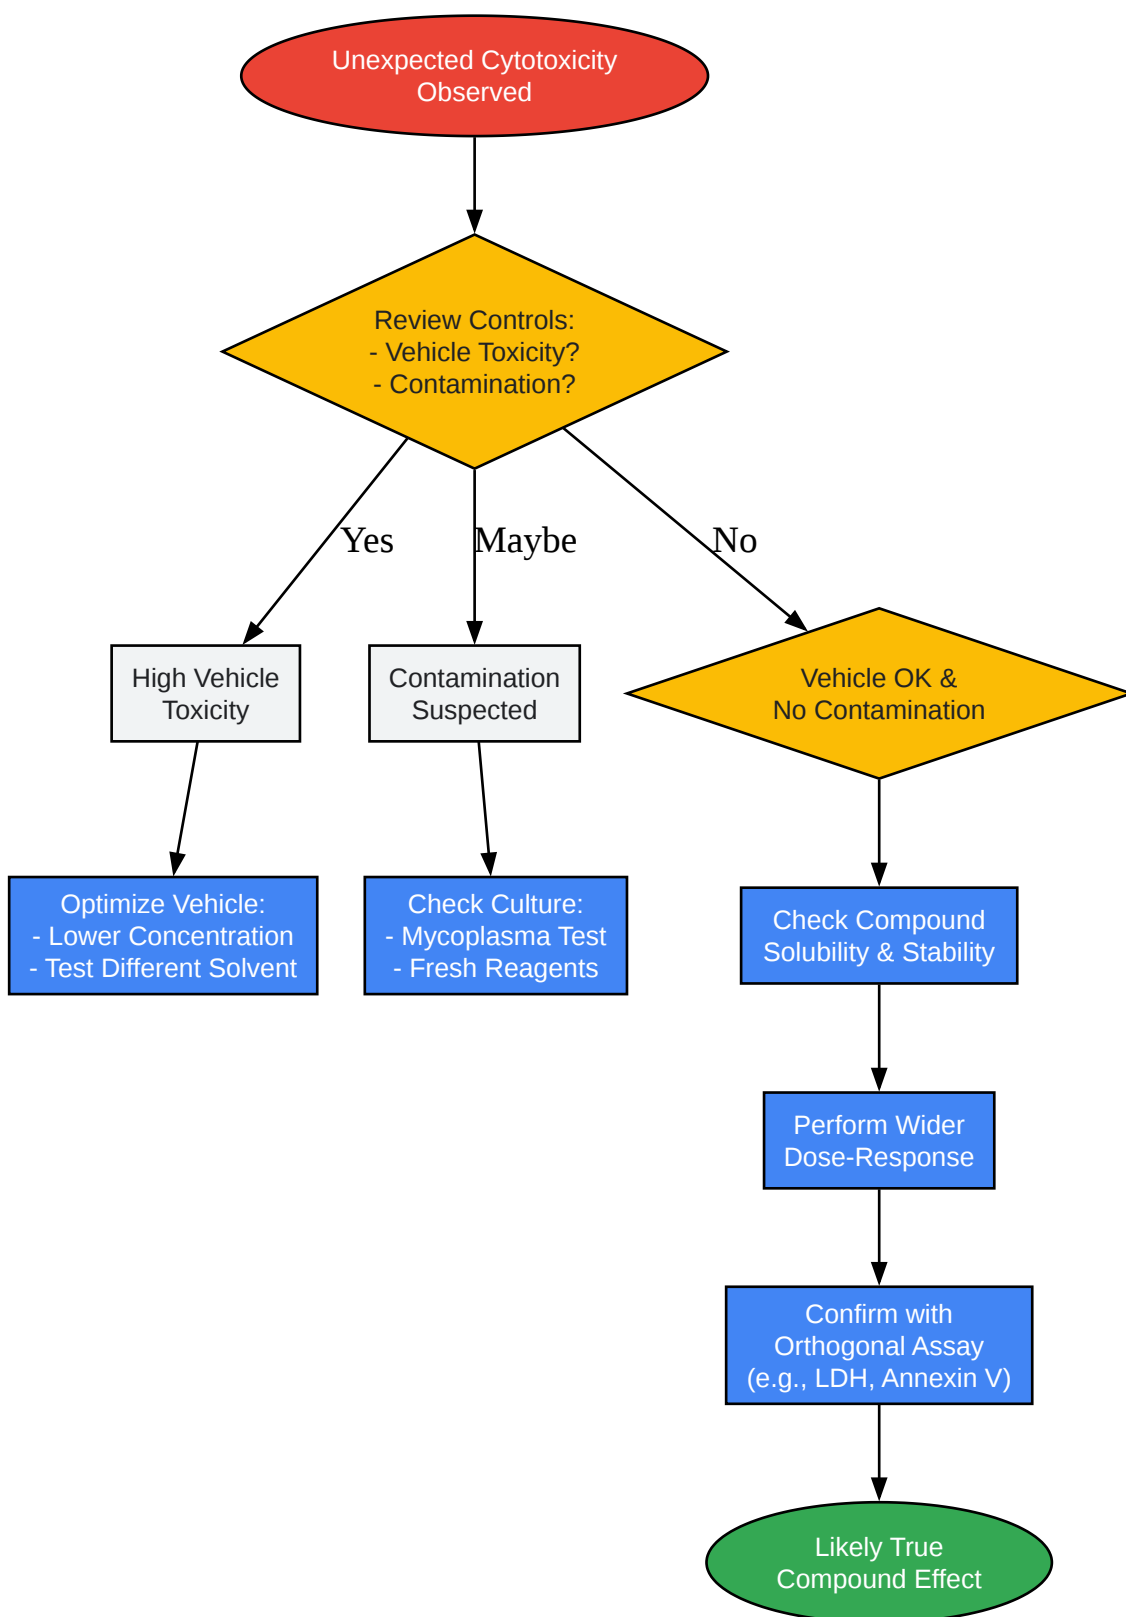 Unexpected Cytotoxicity
Observed
Review Controls:
- Vehicle Toxicity?
- Contamination?
Yes
Maybe
No
High Vehicle
Toxicity
Contamination
Suspected
Vehicle OK &
No Contamination
Optimize Vehicle:
- Lower Concentration
- Test Different Solvent
Check Culture:
- Mycoplasma Test
- Fresh Reagents
Check Compound
Solubility & Stability
Perform Wider
Dose-Response
Confirm with
Orthogonal Assay
(e.g., LDH, Annexin V)
Likely True
Compound Effect